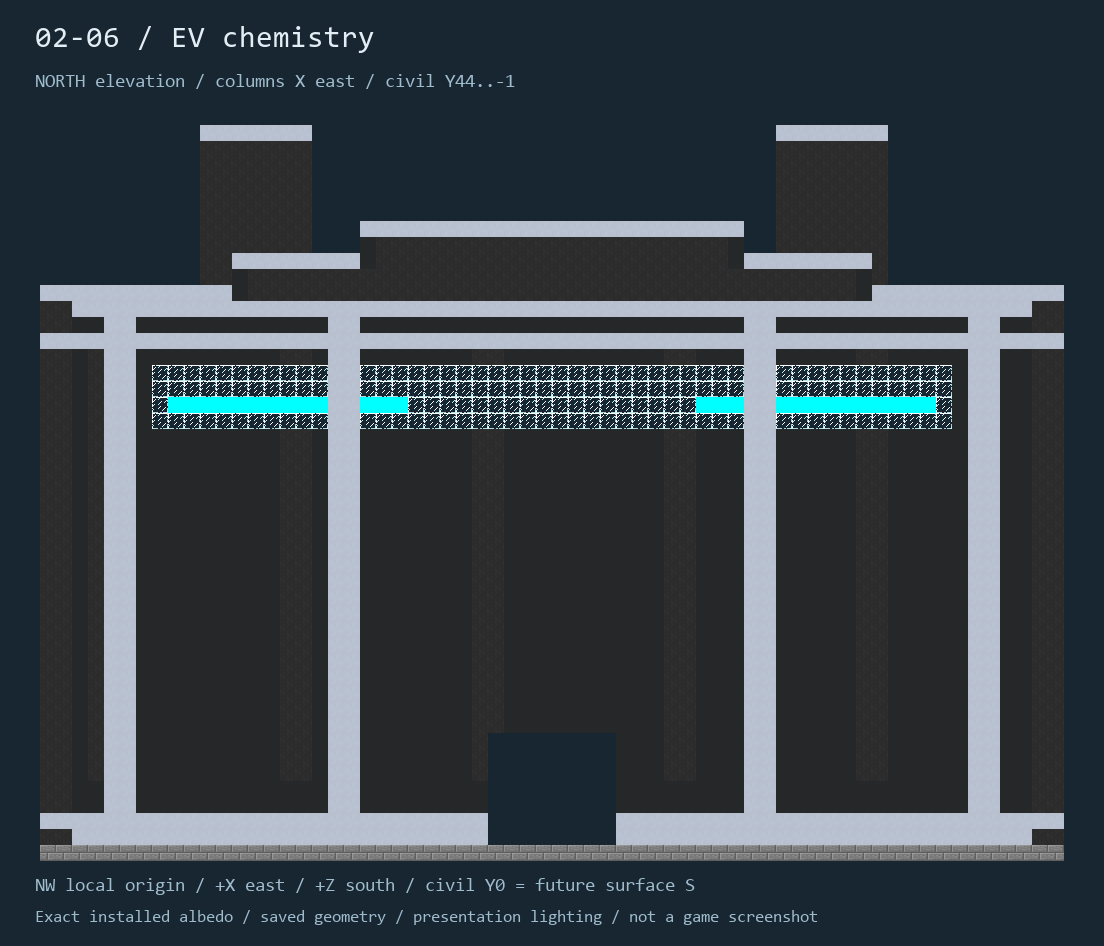 02-06 / EV chemistry
NORTH elevation / columns X east / civil Y44..-1
NW local origin / +X east / +Z south / civil Y0 = future surface S
Exact installed albedo / saved geometry / presentation lighting / not a game screenshot